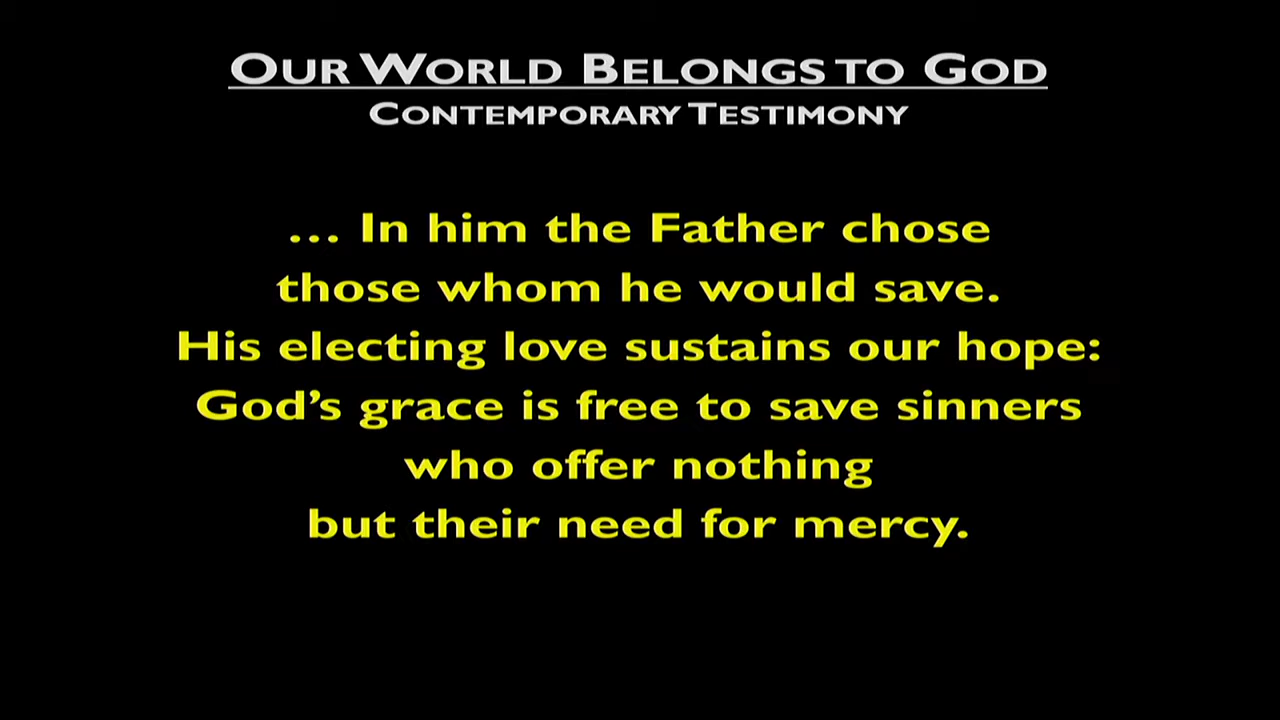 OUR WORLD BELONGS TO GOD
CONTEMPORARY TESTIMONY
... In him the Father chose
those whom he would save.
His electing love sustains our hope:
God’s grace is free to save sinners
who offer nothing
but their need for mercy.